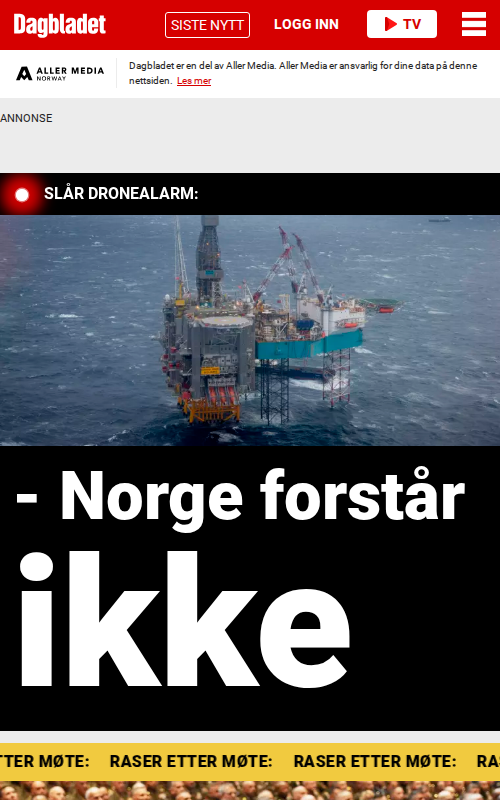 Dagbladet SISTE NYTT LOGG INN TV
ALLER MEDIA
NORWAY
Dagbladet er en del av Aller Media. Aller Media er ansvarlig for dine data på denne
nettsiden. Les mer
ANNONSE
SLÅR DRONEALARM:
- Norge forstår
ikke
TTER MØTE: RASER ETTER MØTE: RASER ETTER MØTE: RA